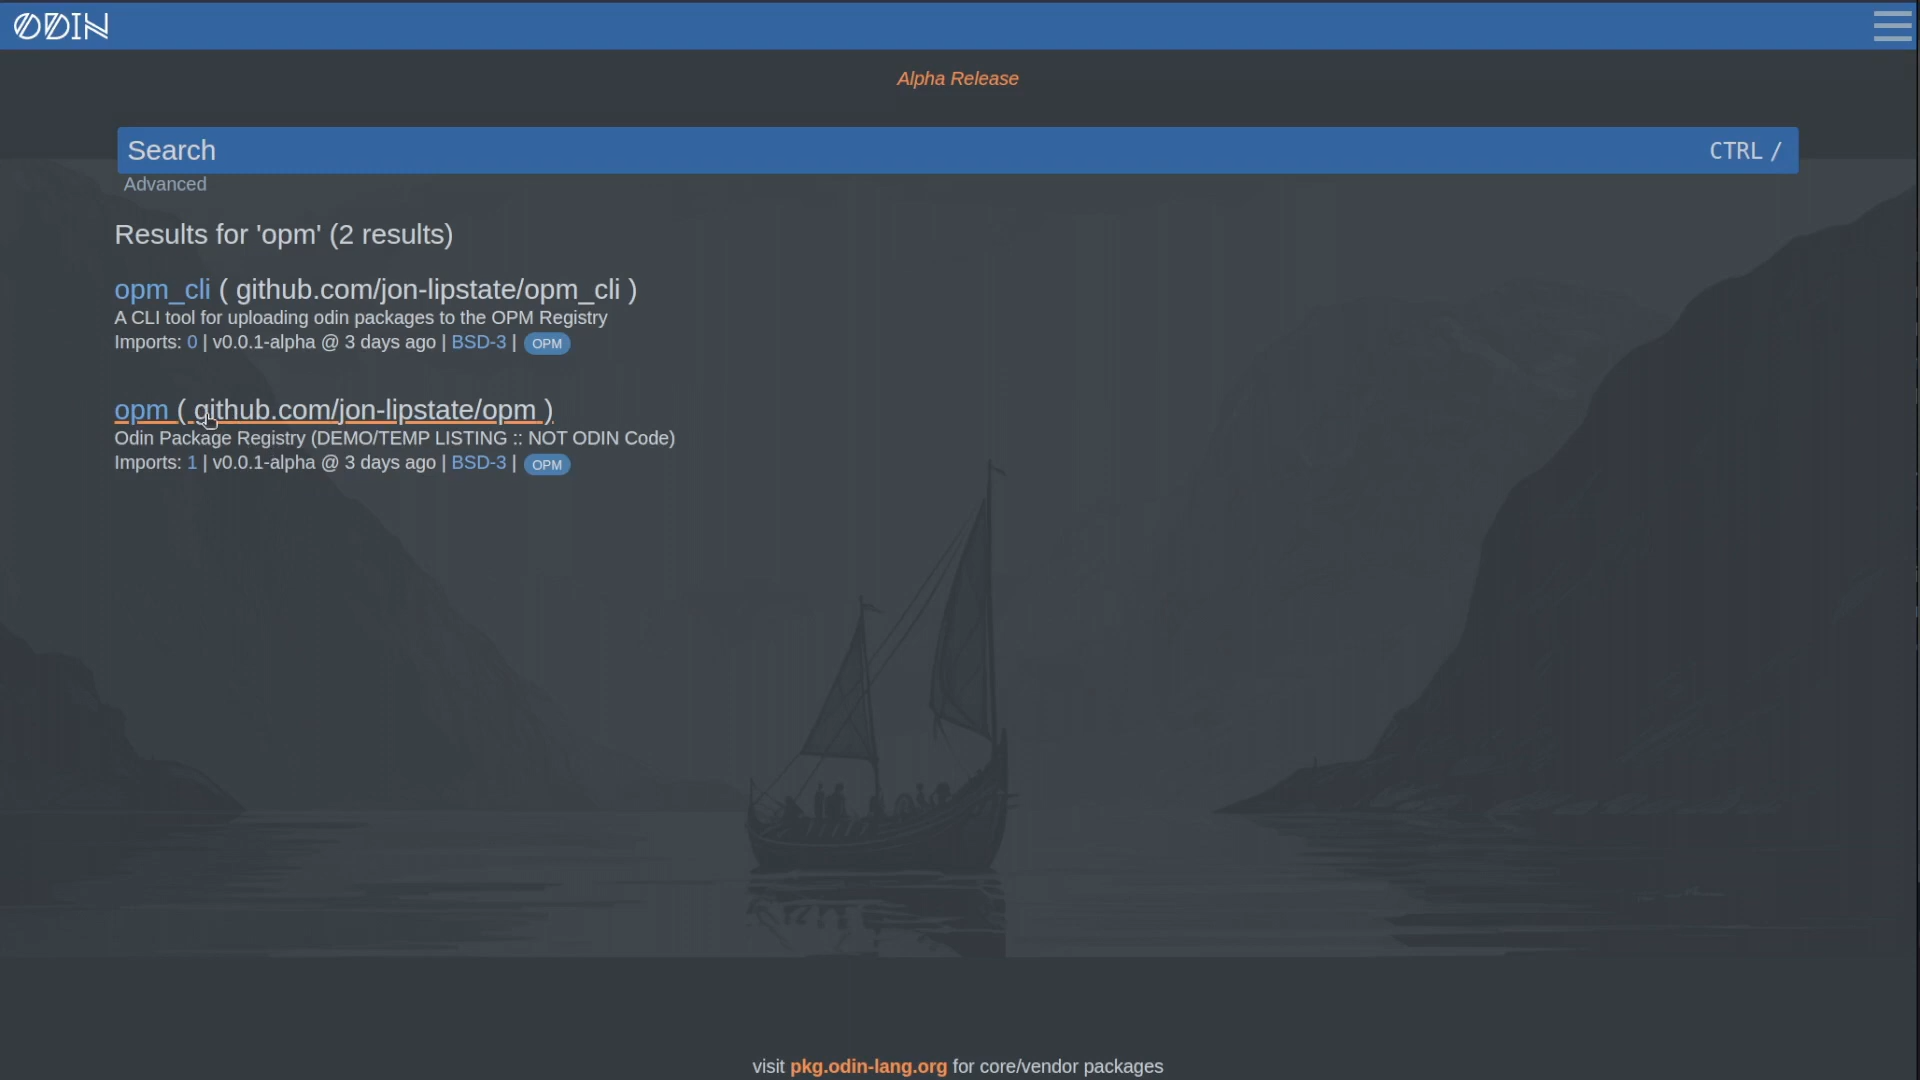 ODIN
Alpha Release
Search CTRL /
Advanced
Results for 'opm' (2 results)
opm_cli ( github.com/jon-lipstate/opm_cli )
A CLI tool for uploading odin packages to the OPM Registry
Imports: 0 | v0.0.1-alpha @ 3 days ago | BSD-3 | OPM
opm ( github.com/jon-lipstate/opm )
Odin Package Registry (DEMO/TEMP LISTING :: NOT ODIN Code)
Imports: 1 | v0.0.1-alpha @ 3 days ago | BSD-3 | OPM
visit pkg.odin-lang.org for core/vendor packages